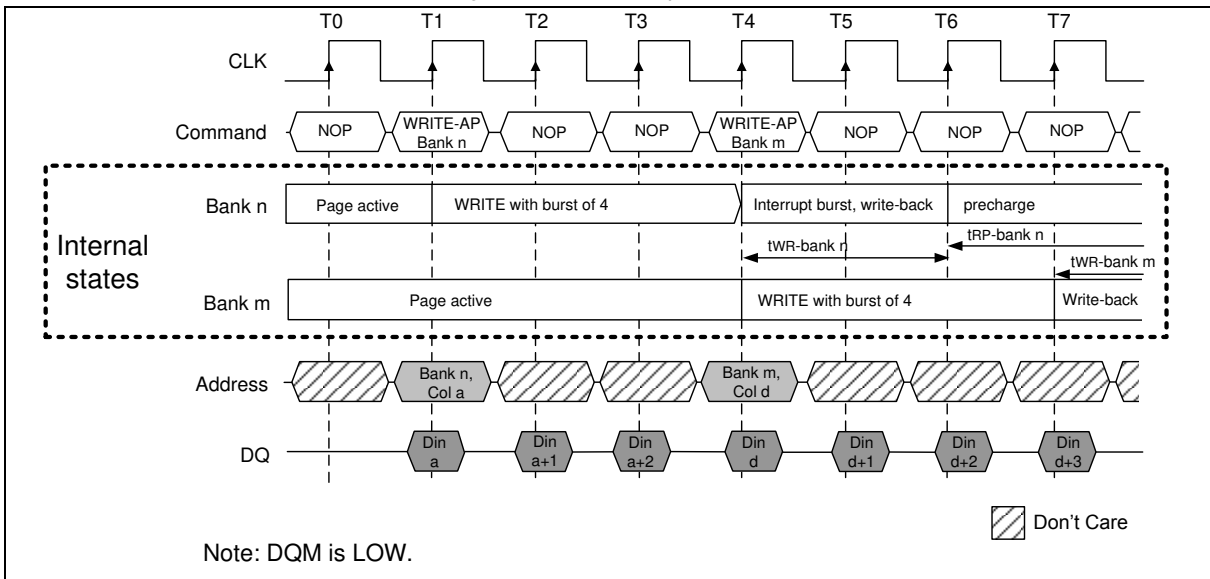 T0 T1 T2 T3 T4 T5 T6 T7
CLK
Command NOP WRITE-AP Bank n NOP NOP WRITE-AP Bank m NOP NOP NOP
Bank n Page active WRITE with burst of 4 Interrupt burst, write-back precharge
Internal states
tWR-bank n tRP-bank n
tWR-bank m
Bank m Page active WRITE with burst of 4 Write-back
Address Bank n, Col a Bank m, Col d
DQ Din a Din a+1 Din a+2 Din d Din d+1 Din d+2 Din d+3
Don't Care
Note: DQM is LOW.